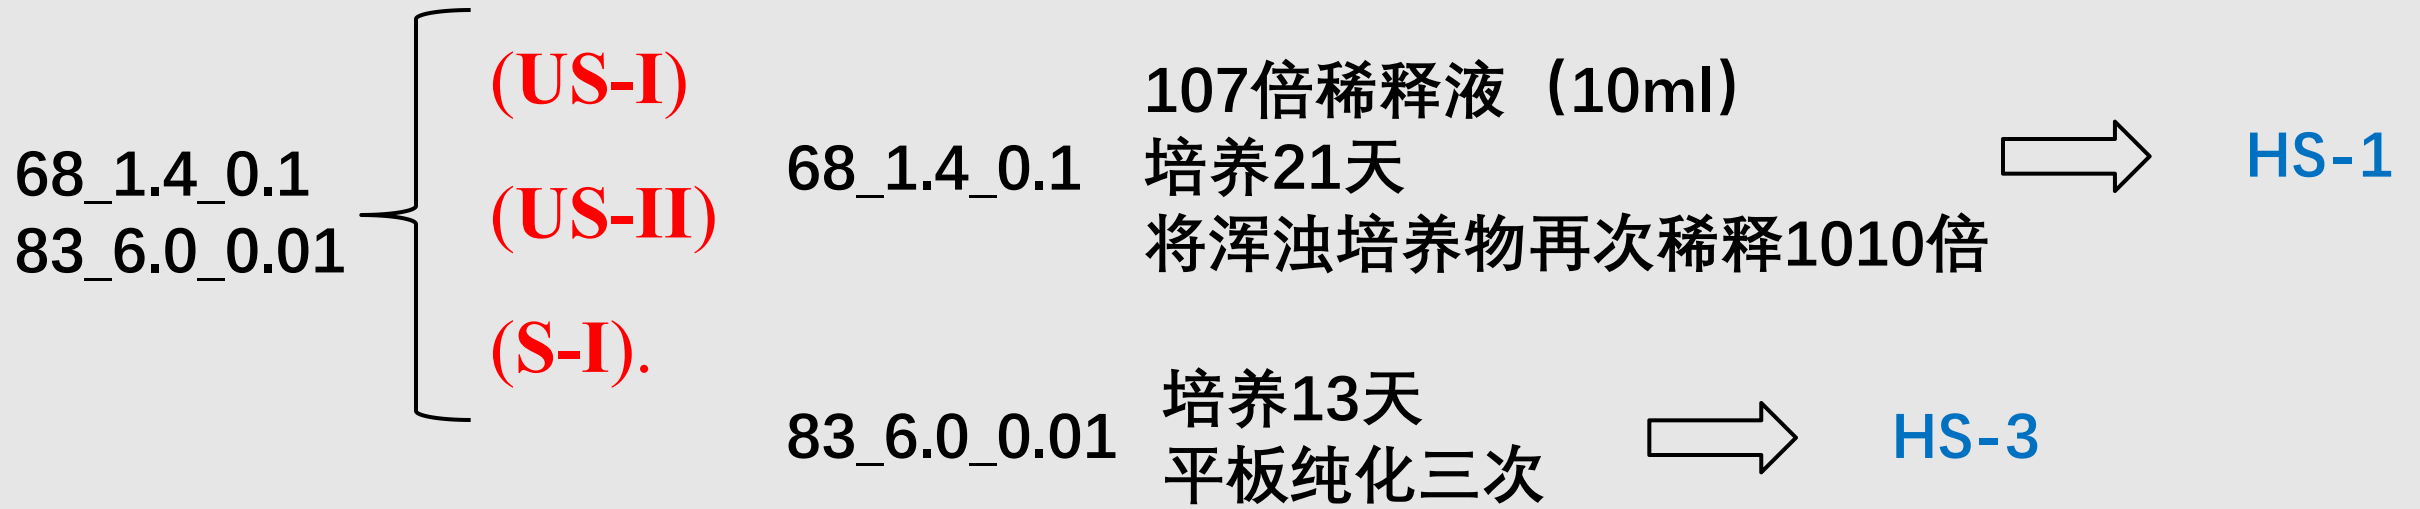 68_1.4_0.1
83_6.0_0.01
(US-I)
(US-II)
(S-I).
68_1.4_0.1
107倍稀释液（10ml）
培养21天
将浑浊培养物再次稀释1010倍
HS-1
83_6.0_0.01
培养13天
平板纯化三次
HS-3